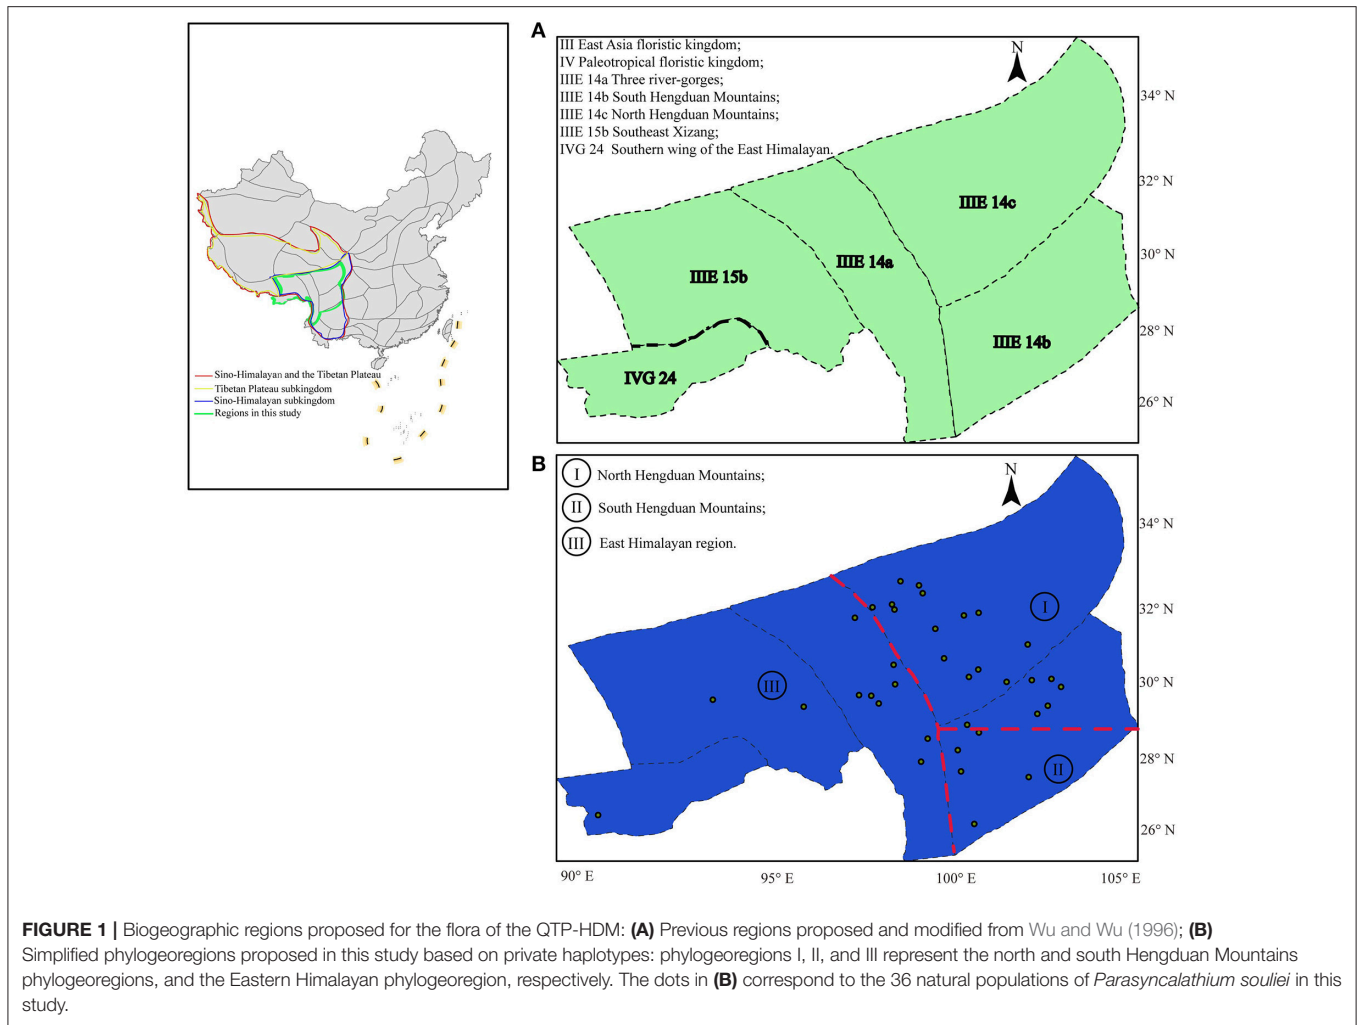 Sino-Himalayan and the Tibetan Plateau
Tibetan Plateau subkingdom
Sino-Himalayan subkingdom
Regions in this study
A
III East Asia floristic kingdom;
IV Paleotropical floristic kingdom;
IIIE 14a Three river-gorges;
IIIE 14b South Hengduan Mountains;
IIIE 14c North Hengduan Mountains;
IIIE 15b Southeast Xizang;
IVG 24 Southern wing of the East Himalayan.
N
34° N
32° N
30° N
28° N
26° N
IIIE 14c
IIIE 14a
IIIE 15b
IIIE 14b
IVG 24
B
I North Hengduan Mountains;
II South Hengduan Mountains;
III East Himalayan region.
N
34° N
32° N
30° N
28° N
26° N
I
III
II
90° E 95° E 100° E 105° E
FIGURE 1 | Biogeographic regions proposed for the flora of the QTP-HDM: (A) Previous regions proposed and modified from Wu and Wu (1996); (B)
Simplified phylogeoregions proposed in this study based on private haplotypes: phylogeoregions I, II, and III represent the north and south Hengduan Mountains
phylogeoregions, and the Eastern Himalayan phylogeoregion, respectively. The dots in (B) correspond to the 36 natural populations of Parasyncalathium souliei in this
study.